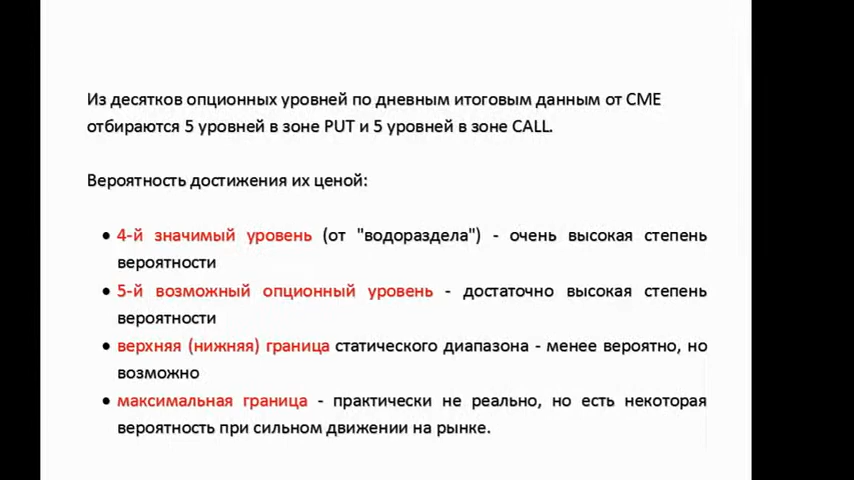 Из десятков опционных уровней по дневным итоговым данным от CME
отбираются 5 уровней в зоне PUT и 5 уровней в зоне CALL.
Вероятность достижения их ценой:
• 4-й значимый уровень (от "водораздела") - очень высокая степень
вероятности
• 5-й возможный опционный уровень - достаточно высокая степень
вероятности
• верхняя (нижняя) граница статического диапазона - менее вероятно, но
возможно
• максимальная граница - практически не реально, но есть некоторая
вероятность при сильном движении на рынке.